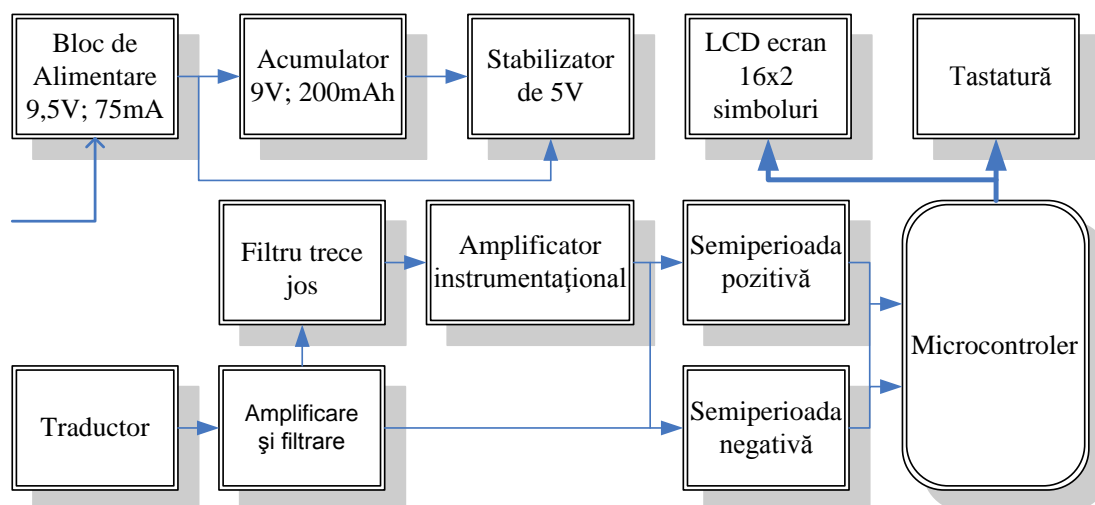 Bloc de
Alimentare
9,5V; 75mA
Acumulator
9V; 200mAh
Stabilizator
de 5V
LCD ecran
16x2
simboluri
Tastatură
Filtru trece
jos
Amplificator
instrumenţional
Semiperioada
pozitivă
Microcontroler
Traductor
Amplificare
şi filtrare
Semiperioada
negativă